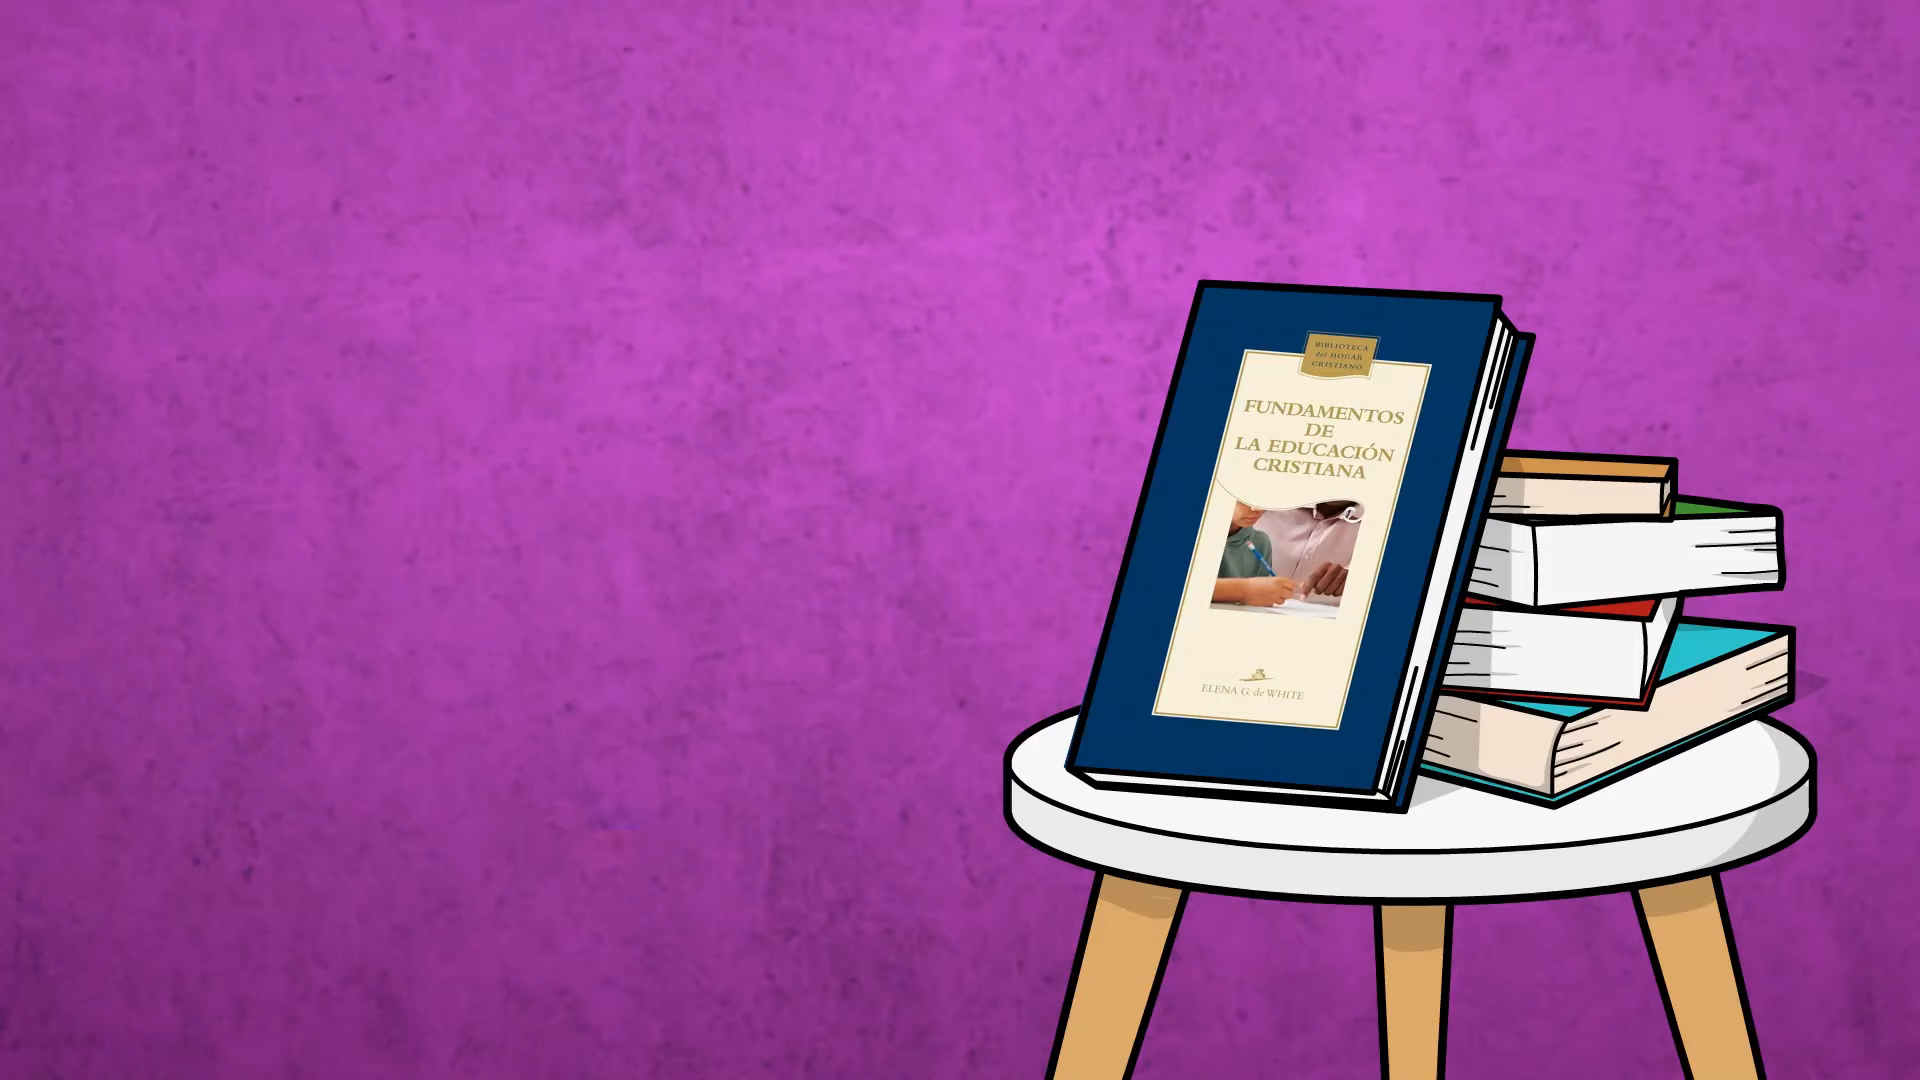 BIBLIOTECA
del HOGAR
CRISTIANO
FUNDAMENTOS
DE
LA EDUCACIÓN
CRISTIANA
ELENA G. de WHITE